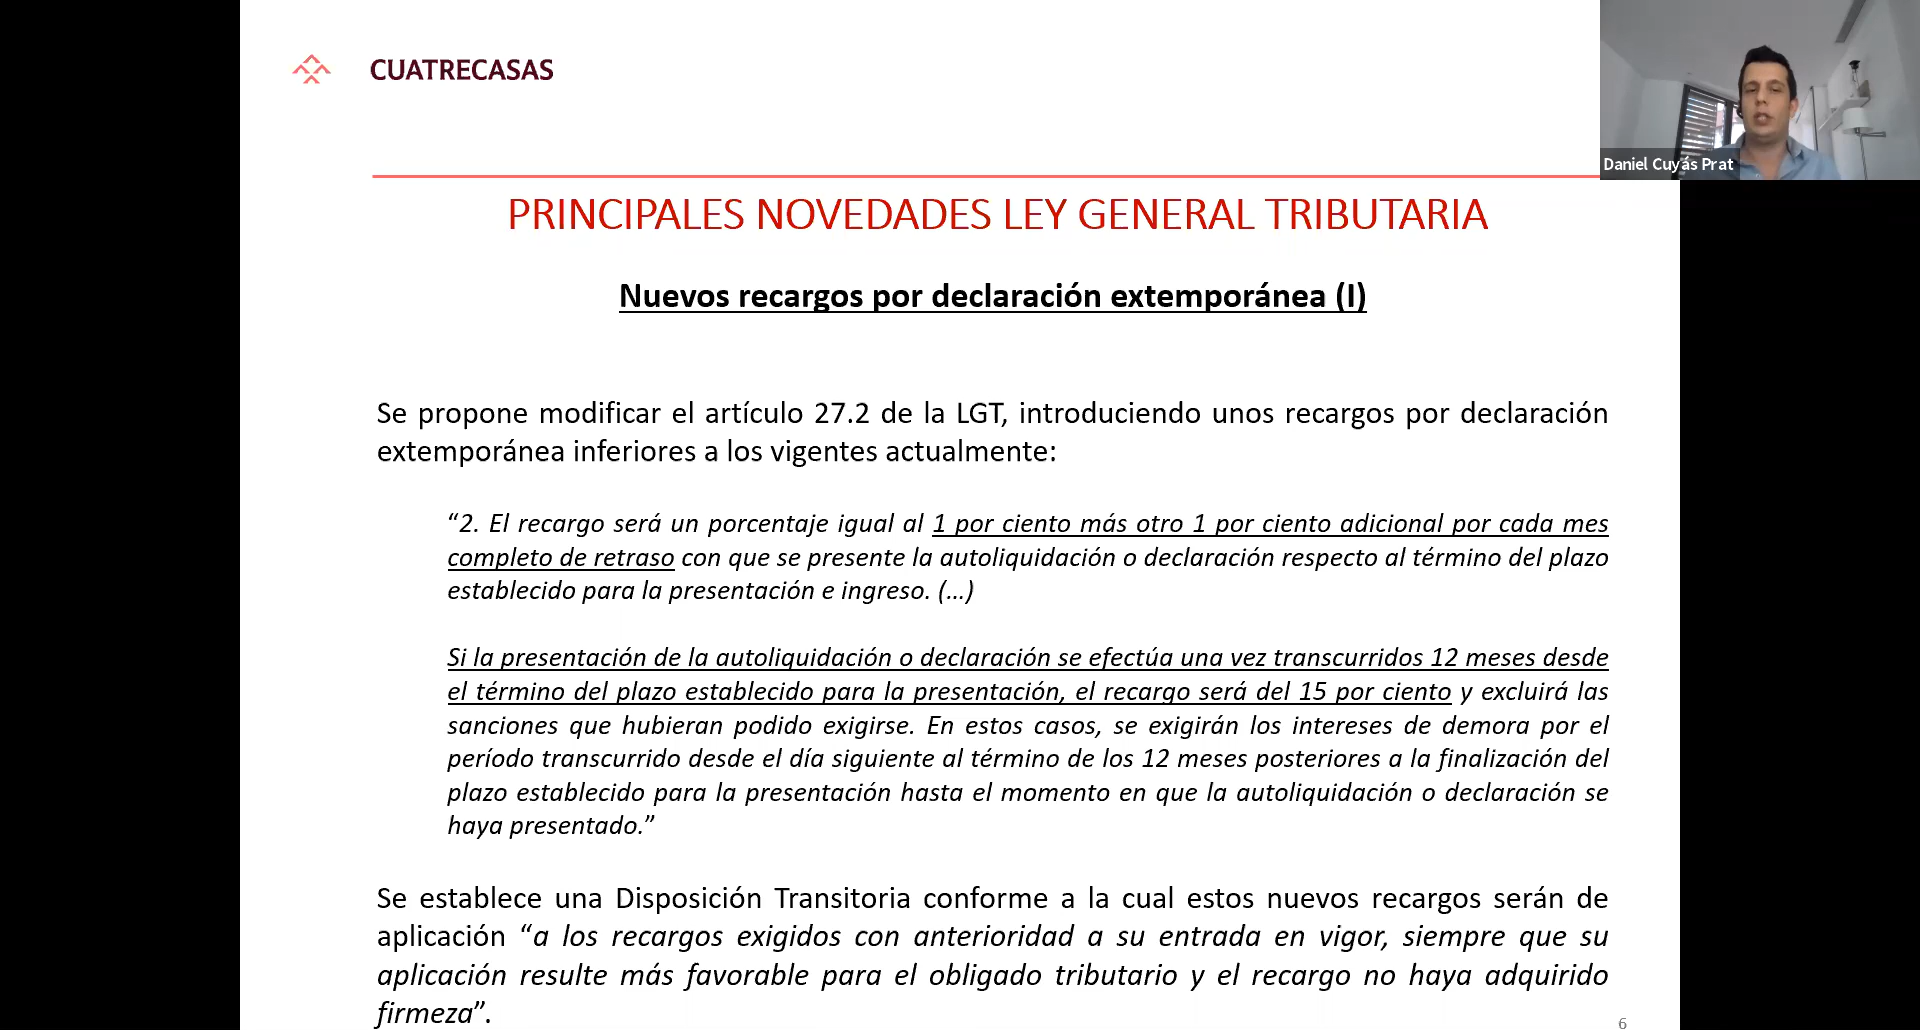 CUATRECASAS
Daniel Cuyás Prat
PRINCIPALES NOVEDADES LEY GENERAL TRIBUTARIA
Nuevos recargos por declaración extemporánea (I)
Se propone modificar el artículo 27.2 de la LGT, introduciendo unos recargos por declaración
extemporánea inferiores a los vigentes actualmente:
“2. El recargo será un porcentaje igual al 1 por ciento más otro 1 por ciento adicional por cada mes
completo de retraso con que se presente la autoliquidación o declaración respecto al término del plazo
establecido para la presentación e ingreso. (…)
Si la presentación de la autoliquidación o declaración se efectúa una vez transcurridos 12 meses desde
el término del plazo establecido para la presentación, el recargo será del 15 por ciento y excluirá las
sanciones que hubieran podido exigirse. En estos casos, se exigirán los intereses de demora por el
período transcurrido desde el día siguiente al término de los 12 meses posteriores a la finalización del
plazo establecido para la presentación hasta el momento en que la autoliquidación o declaración se
haya presentado.”
Se establece una Disposición Transitoria conforme a la cual estos nuevos recargos serán de
aplicación “a los recargos exigidos con anterioridad a su entrada en vigor, siempre que su
aplicación resulte más favorable para el obligado tributario y el recargo no haya adquirido
firmeza”.
6